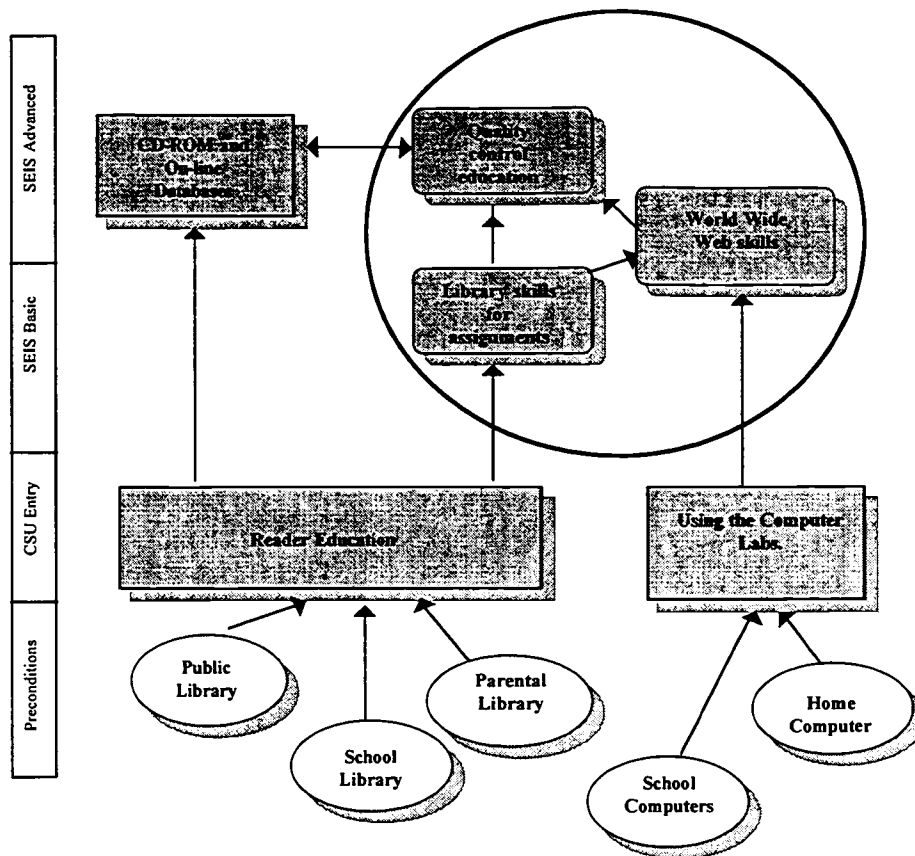 SEIS Advanced
SEIS Basic
CSU Entry
Preconditions
CD-ROM and
On-line
Databases
Quality
control
education
World Wide
Web skills
Library skills
for
assignments
Reader Education
Using the Computer
Labs.
Public
Library
School
Library
Parental
Library
School
Computers
Home
Computer